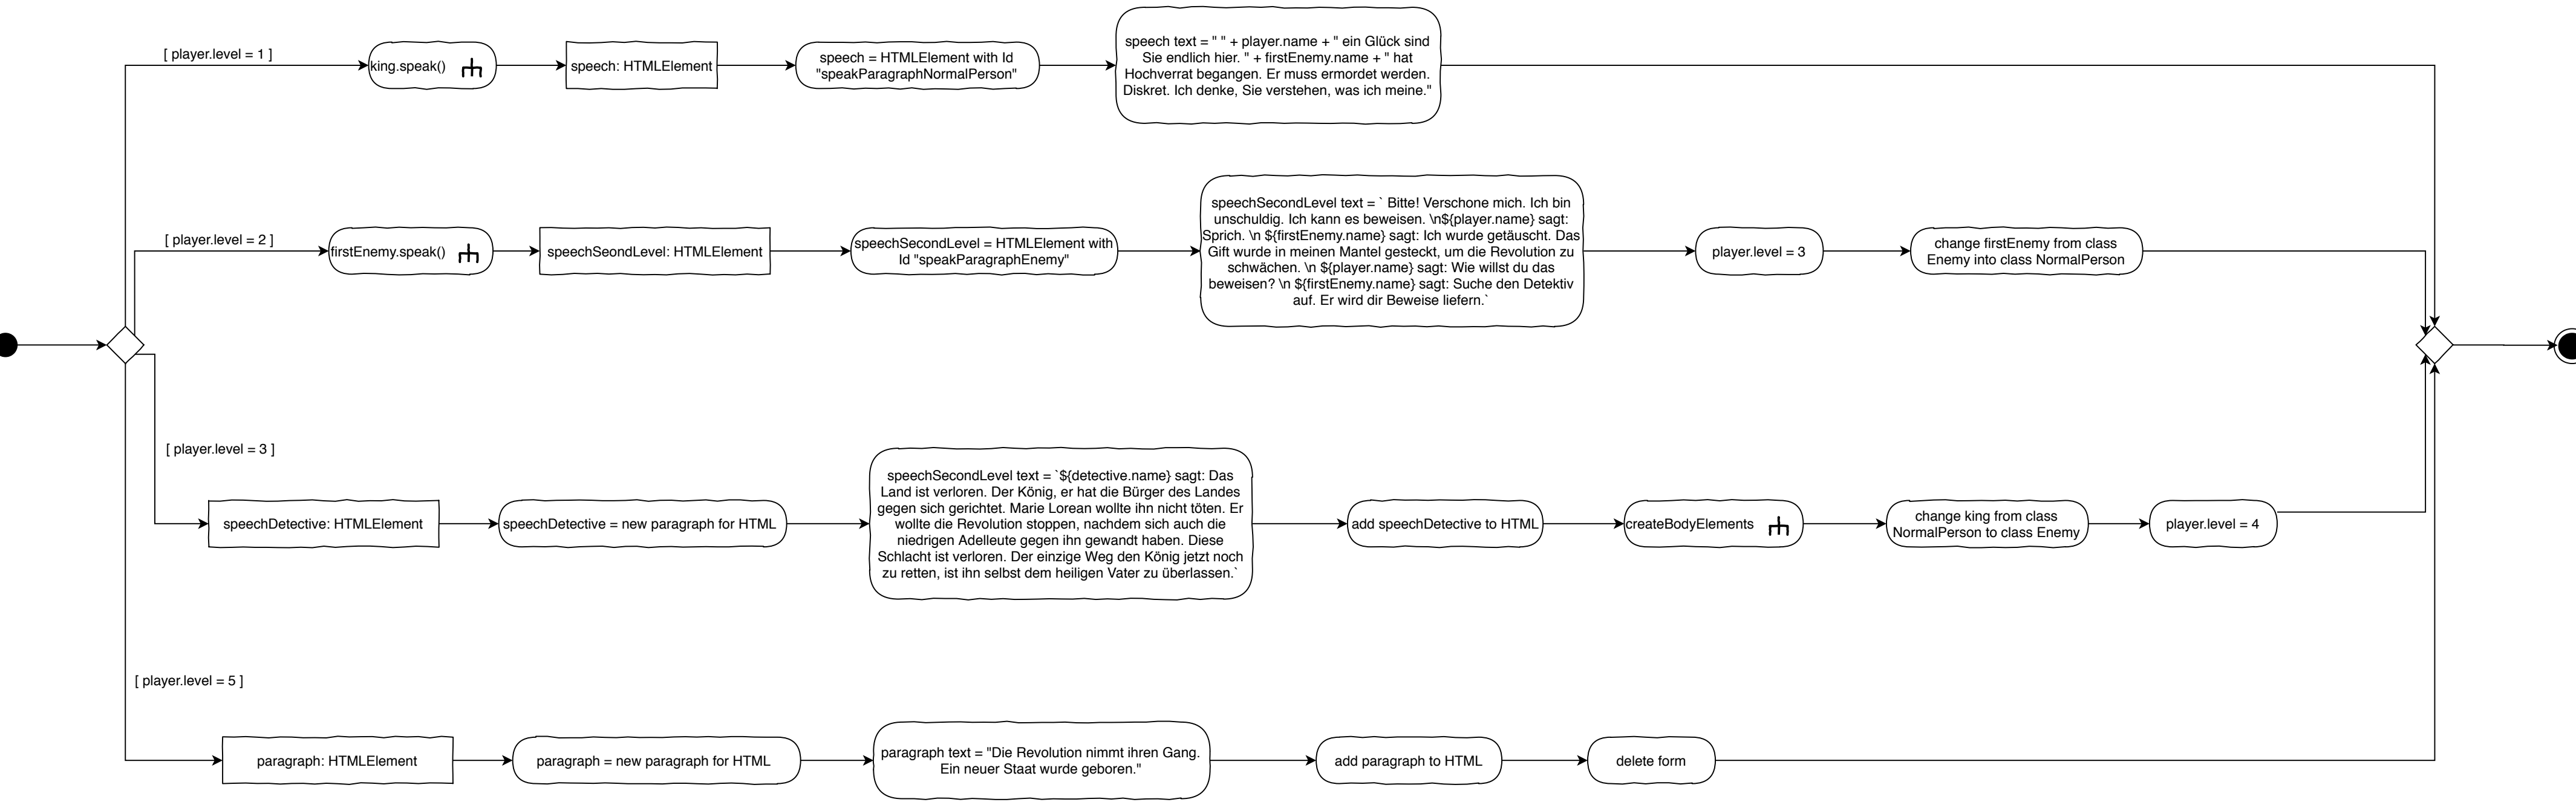 [ player.level = 1 ]
king.speak()
speech: HTMLElement
speech = HTMLElement with Id
"speakParagraphNormalPerson"
speech text = " " + player.name + " ein Glück sind
Sie endlich hier. " + firstEnemy.name + " hat
Hochverrat begangen. Er muss ermordet werden.
Diskret. Ich denke, Sie verstehen, was ich meine."
[ player.level = 2 ]
firstEnemy.speak()
speechSeondLevel: HTMLElement
speechSecondLevel = HTMLElement with
Id "speakParagraphEnemy"
speechSecondLevel text = ` Bitte! Verschone mich. Ich bin
unschuldig. Ich kann es beweisen. \n${player.name} sagt:
Sprich. \n ${firstEnemy.name} sagt: Ich wurde getäuscht. Das
Gift wurde in meinen Mantel gesteckt, um die Revolution zu
schwächen. \n ${player.name} sagt: Wie willst du das
beweisen? \n ${firstEnemy.name} sagt: Suche den Detektiv
auf. Er wird dir Beweise liefern.`
player.level = 3
change firstEnemy from class
Enemy into class NormalPerson
[ player.level = 3 ]
speechDetective: HTMLElement
speechDetective = new paragraph for HTML
speechSecondLevel text = `${detective.name} sagt: Das
Land ist verloren. Der König, er hat die Bürger des Landes
gegen sich gerichtet. Marie Lorean wollte ihn nicht töten. Er
wollte die Revolution stoppen, nachdem sich auch die
niedrigen Adelleute gegen ihn gewandt haben. Diese
Schlacht ist verloren. Der einzige Weg den König jetzt noch
zu retten, ist ihn selbst dem heiligen Vater zu überlassen.`
add speechDetective to HTML
createBodyElements
change king from class
NormalPerson to class Enemy
player.level = 4
[ player.level = 5 ]
paragraph: HTMLElement
paragraph = new paragraph for HTML
paragraph text = "Die Revolution nimmt ihren Gang.
Ein neuer Staat wurde geboren."
add paragraph to HTML
delete form